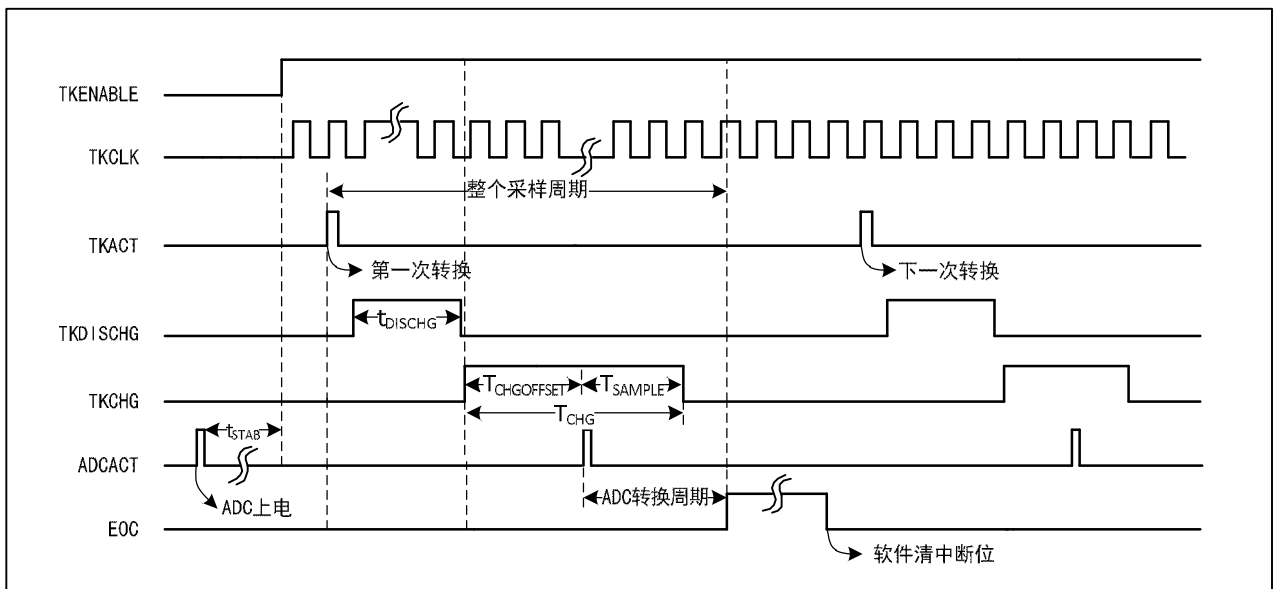 TKENABLE
TKCLK
整个采样周期
TKACT
第一次转换
下一次转换
tDISCHG
TKDISCHG
TCHGOFFSET
TSAMPLE
TKCHG
TCHG
tSTAB
ADCACT
ADC上电
ADC转换周期
EOC
软件清中断位